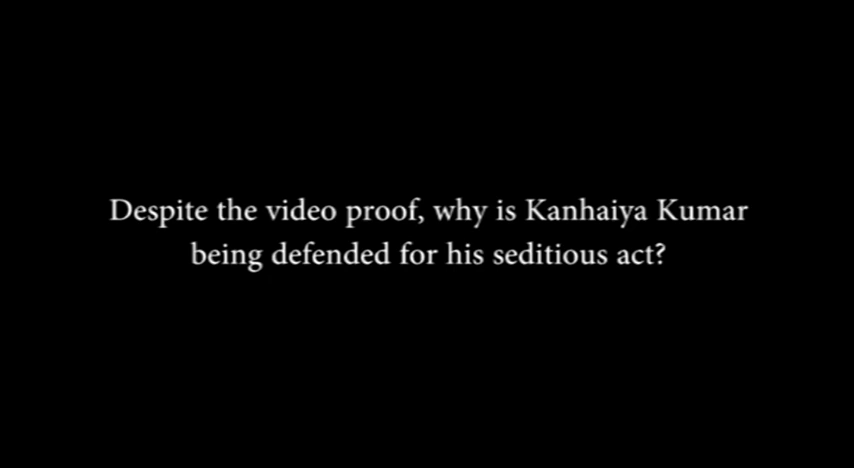 Despite the video proof, why is Kanhaiya Kumar
being defended for his seditious act?